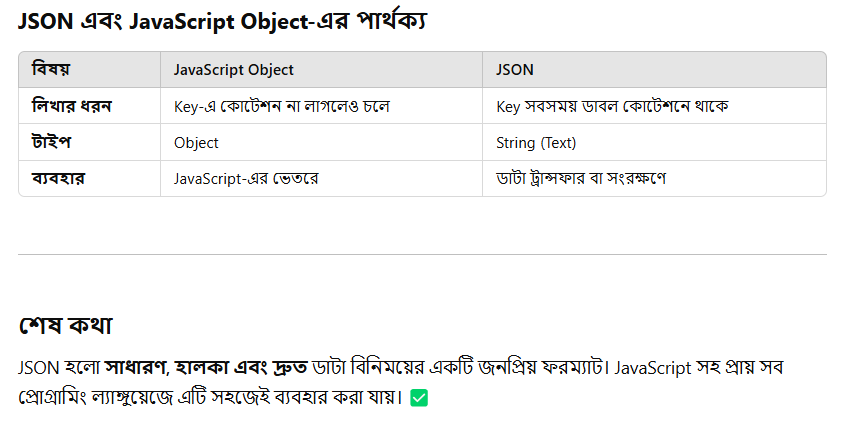 JSON এবং JavaScript Object-এর পার্থক্য
বিষয় JavaScript Object JSON
লিখার ধরন Key-এ কোটেশন না লাগলেও চলে Key সবসময় ডাবল কোটেশনে থাকে
টাইপ Object String (Text)
ব্যবহার JavaScript-এর ভেতরে ডাটা ট্রান্সফার বা সংরক্ষণে
শেষ কথা
JSON হলো সাধারণ, হালকা এবং দ্রুত ডাটা বিনিময়ের একটি জনপ্রিয় ফরম্যাট। JavaScript সহ প্রায় সব
প্রোগ্রামিং ল্যাঙ্গুয়েজে এটি সহজেই ব্যবহার করা যায়। ✅